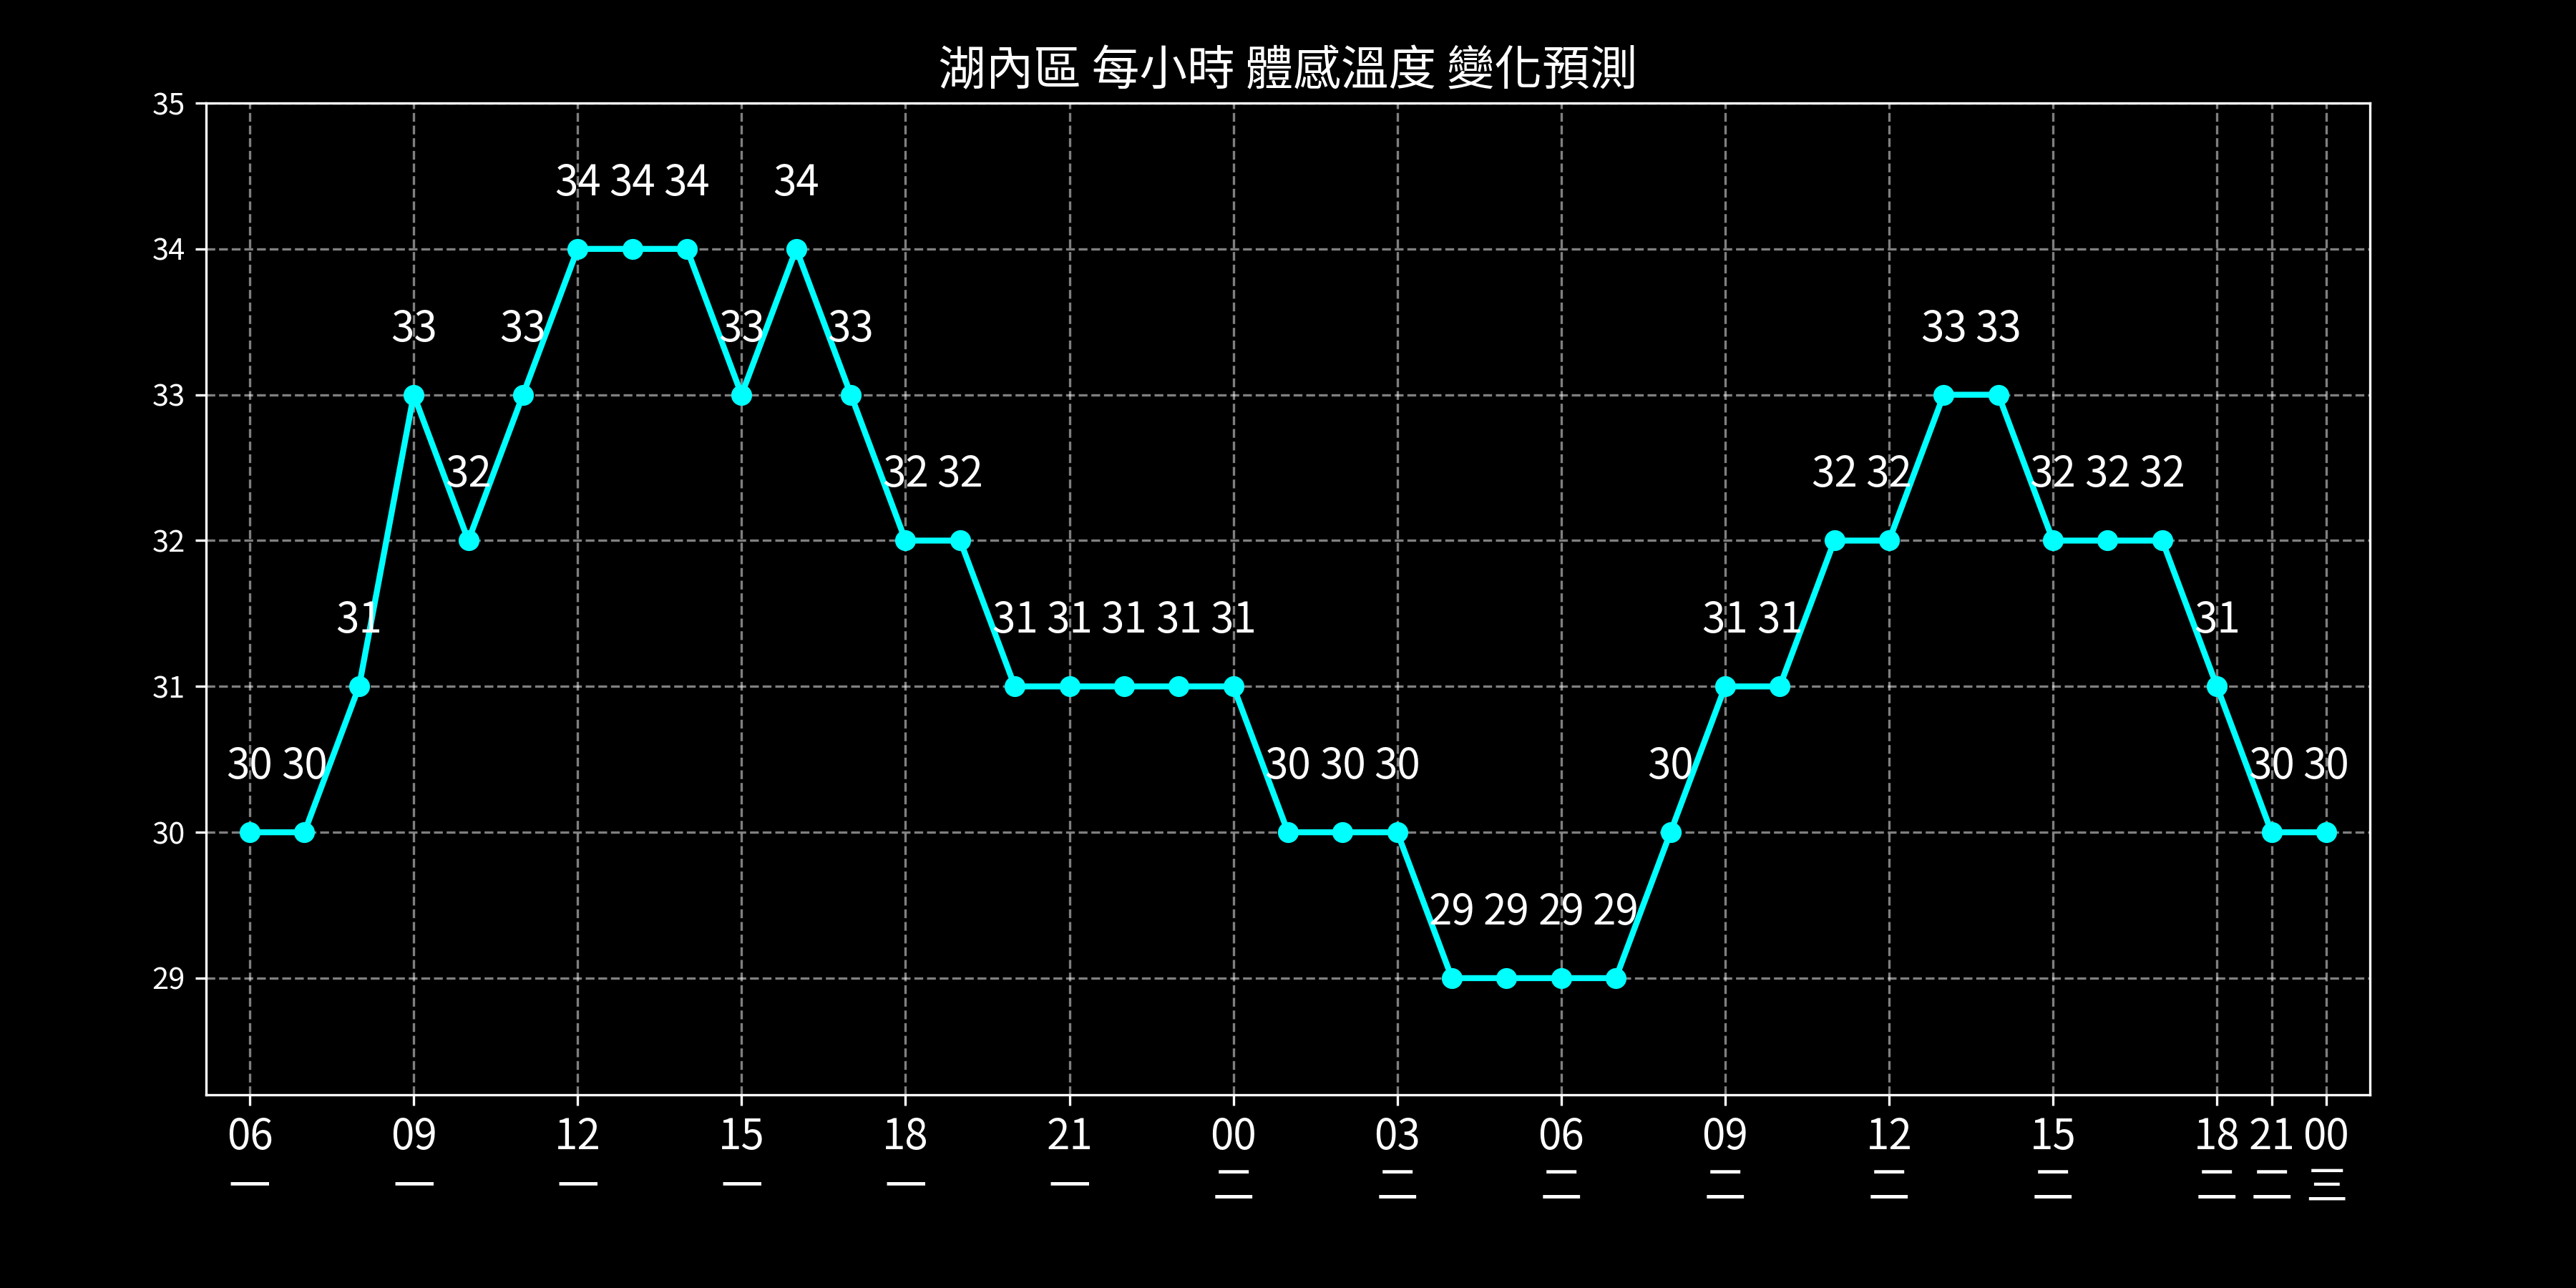 湖內區 每小時 體感溫度 變化預測
35
34 34 34 34
34
33 33 33 33 33 33
33
32 32 32 32 32 32 32 32
32
31 31 31 31 31 31 31 31 31
31
30 30 30 30 30 30 30 30
30
29 29 29 29
29
06 09 12 15 18 21 00 03 06 09 12 15 18 21 00
一 一 一 一 一 一 二 二 二 二 二 二 二 二 三